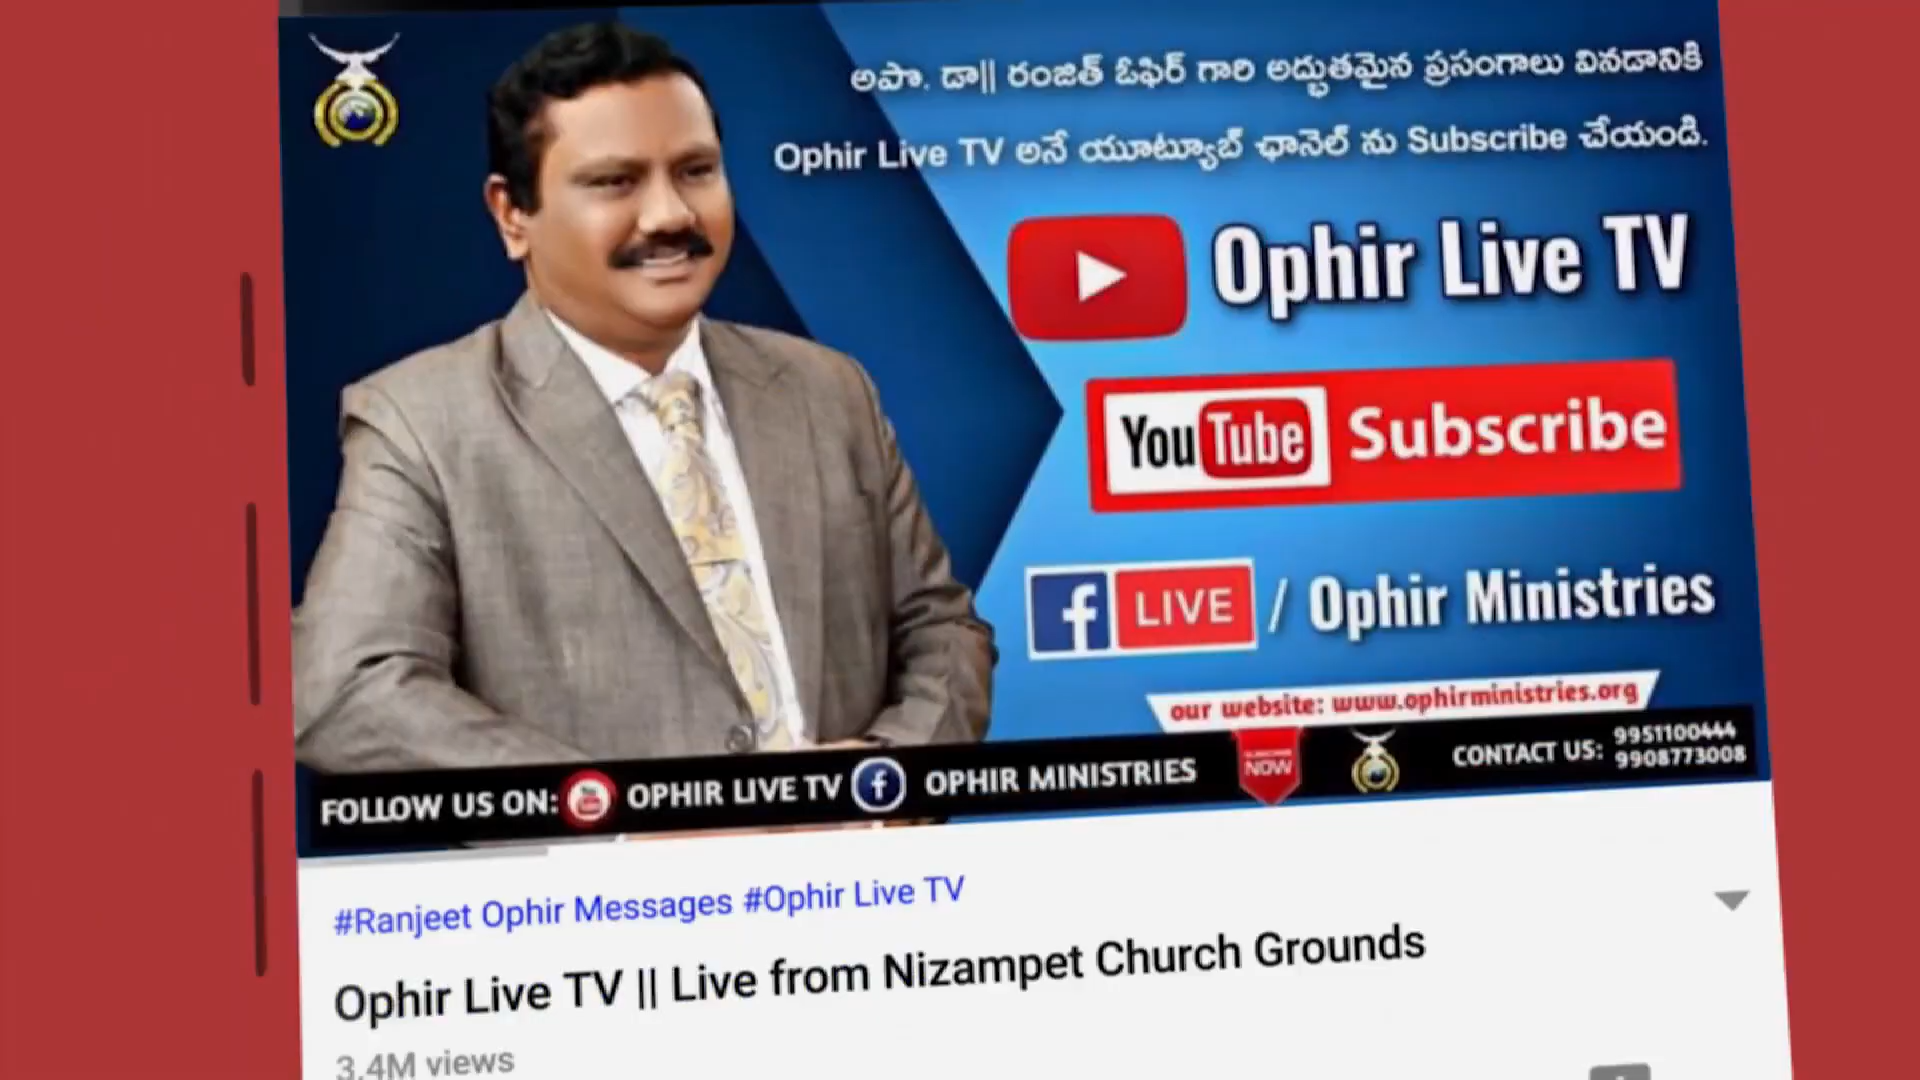 అపొ. డా|| రంజిత్ ఓఫిర్ గారి అద్భుతమైన ప్రసంగాలు వినడానికి
Ophir Live TV అనే యూట్యూబ్ ఛానెల్ ను Subscribe చేయండి.
Ophir Live TV
YouTube Subscribe
f LIVE / Ophir Ministries
our website: www.ophirministries.org
FOLLOW US ON: OPHIR LIVE TV f OPHIR MINISTRIES
SUBSCRIBE NOW
CONTACT US: 9951100444
9908773008
#Ranjeet Ophir Messages #Ophir Live TV
Ophir Live TV || Live from Nizampet Church Grounds
3.4M views